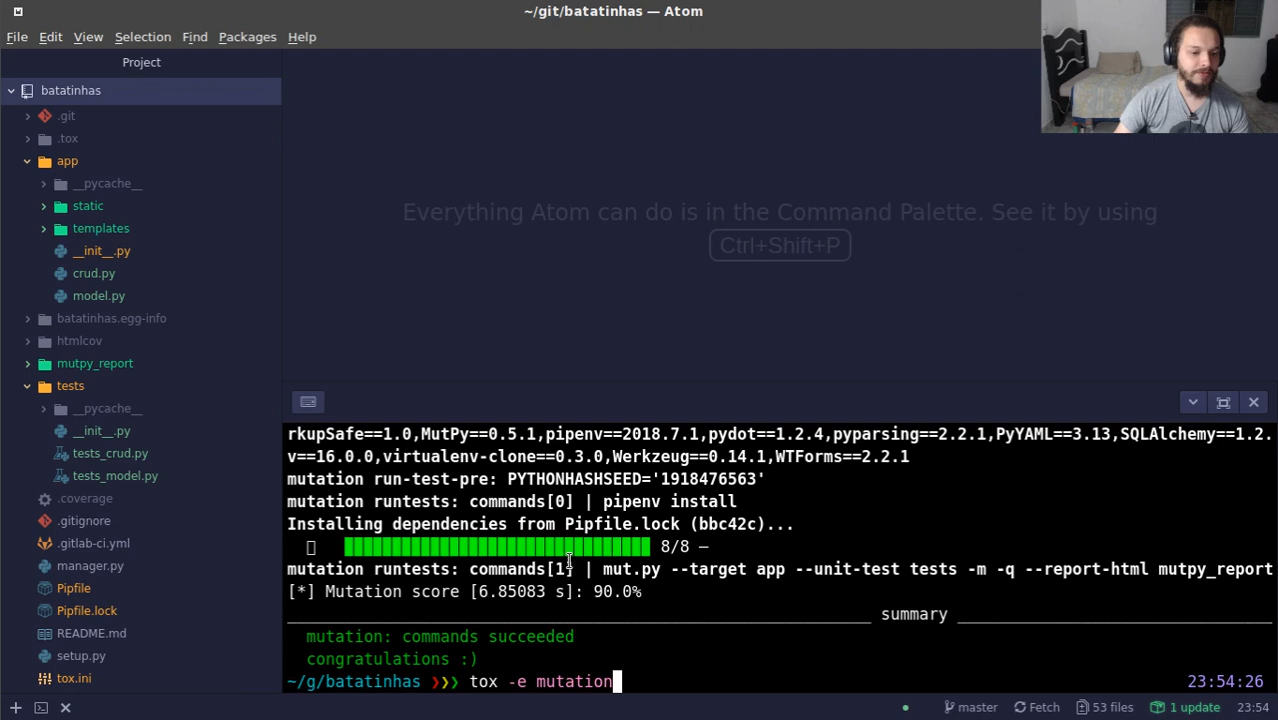 ~/git/batatinhas — Atom
File Edit View Selection Find Packages Help
Project
batatinhas
.git
.tox
app
__pycache__
static
templates
__init__.py
crud.py
model.py
batatinhas.egg-info
htmlcov
mutpy_report
tests
__pycache__
__init__.py
tests_crud.py
tests_model.py
.coverage
.gitignore
.gitlab-ci.yml
manager.py
Pipfile
Pipfile.lock
README.md
setup.py
tox.ini
Everything Atom can do is in the Command Palette. See it by using
Ctrl+Shift+P
rkupSafe==1.0,MutPy==0.5.1,pipenv==2018.7.1,pydot==1.2.4,pyparsing==2.2.1,PyYAML==3.13,SQLAlchemy==1.2.
v==16.0.0,virtualenv-clone==0.3.0,Werkzeug==0.14.1,WTForms==2.2.1
mutation run-test-pre: PYTHONHASHSEED='1918476563'
mutation runtests: commands[0] | pipenv install
Installing dependencies from Pipfile.lock (bbc42c)...
8/8 —
mutation runtests: commands[1] | mut.py --target app --unit-test tests -m -q --report-html mutpy_report
[*] Mutation score [6.85083 s]: 90.0%
summary
mutation: commands succeeded
congratulations :)
~/g/batatinhas ❯❯❯ tox -e mutation 23:54:26
master Fetch 53 files 1 update 23:54